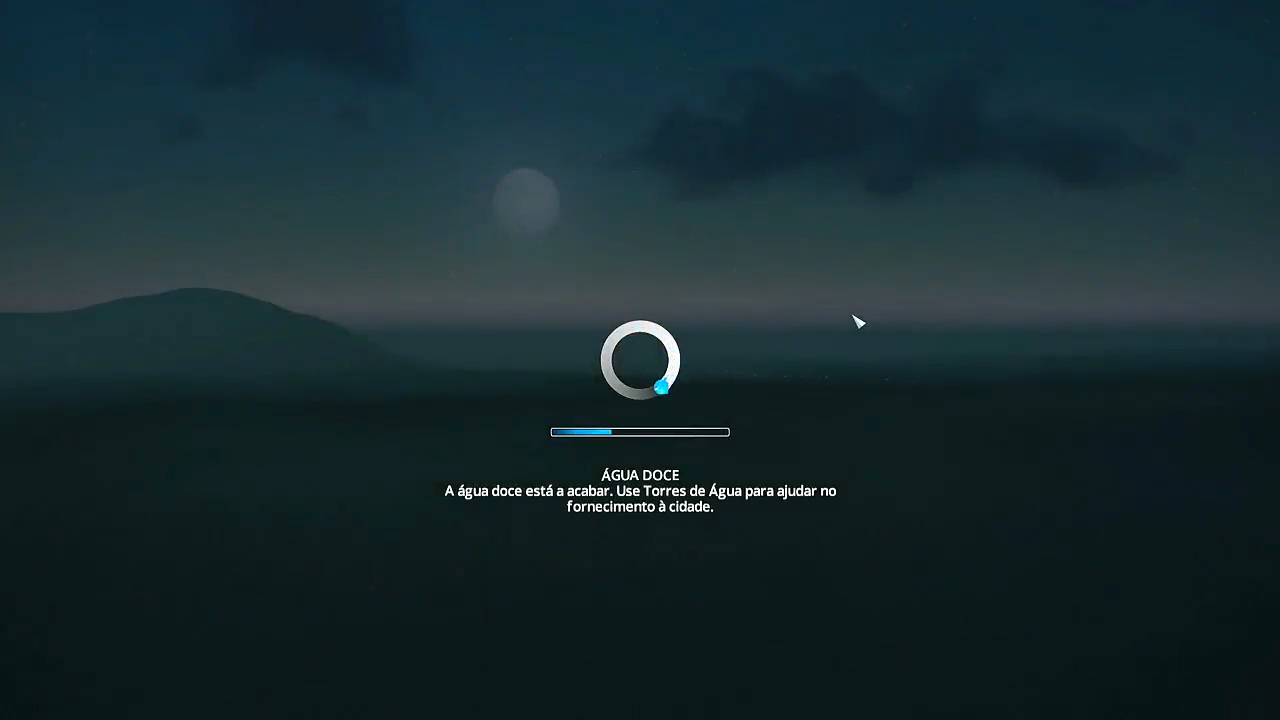 ÁGUA DOCE
A água doce está a acabar. Use Torres de Água para ajudar no
fornecimento à cidade.